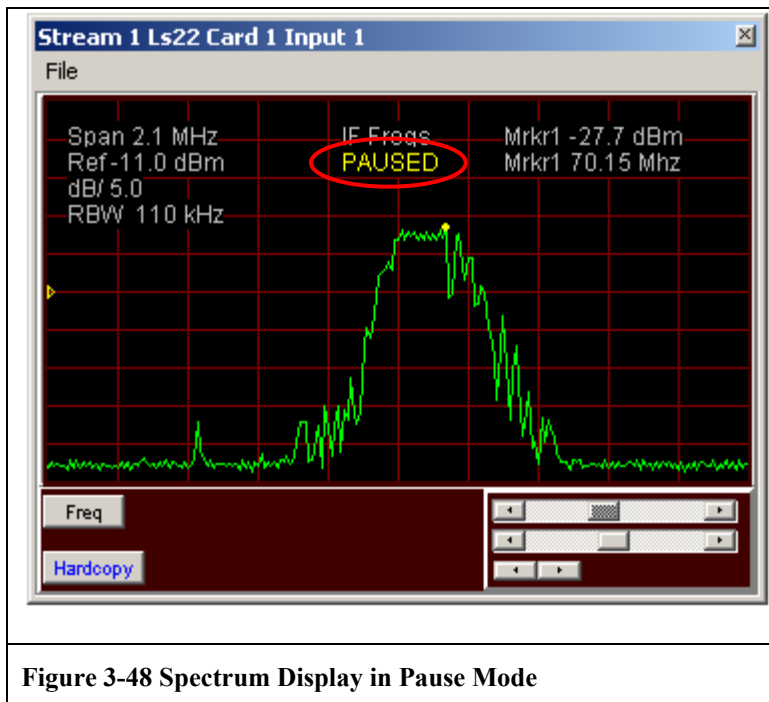 Stream 1 Ls22 Card 1 Input 1
File
Span 2.1 MHz
Ref-11.0 dBm
dB/ 5.0
RBW 110 kHz
IF Freqs
PAUSED
Mrkr1 -27.7 dBm
Mrkr1 70.15 Mhz
Freq
Hardcopy
Figure 3-48 Spectrum Display in Pause Mode